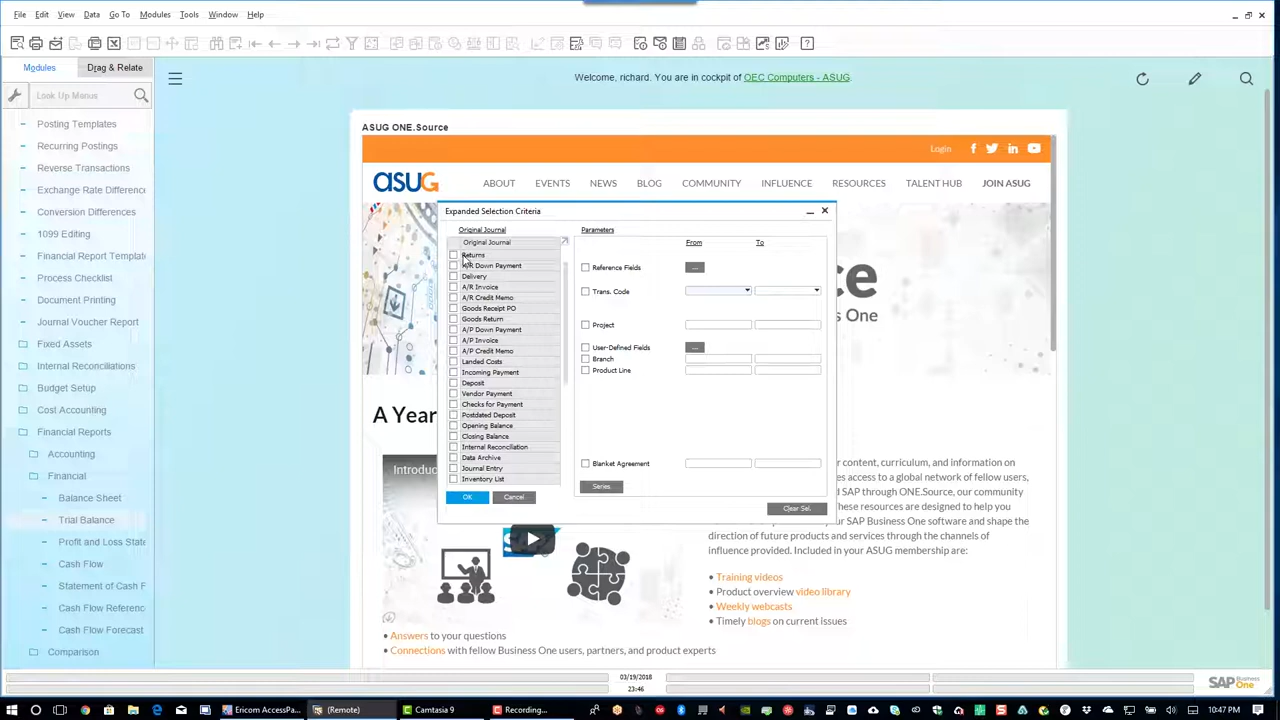 File Edit View Data Go To Modules Tools Window Help
Modules Drag & Relate
Look Up Menus
Posting Templates
Recurring Postings
Reverse Transactions
Exchange Rate Difference
Conversion Differences
1099 Editing
Financial Report Template
Process Checklist
Document Printing
Journal Voucher Report
Fixed Assets
Internal Reconciliations
Budget Setup
Cost Accounting
Financial Reports
Accounting
Financial
Balance Sheet
Trial Balance
Profit and Loss State
Cash Flow
Statement of Cash F
Cash Flow Referenc
Cash Flow Forecast
Comparison
Welcome, richard. You are in cockpit of OEC Computers - ASUG.
ASUG ONE.Source
Login
asug ABOUT EVENTS NEWS BLOG COMMUNITY INFLUENCE RESOURCES TALENT HUB JOIN ASUG
Expanded Selection Criteria
Original Journal
Original Journal
Returns
A/R Down Payment
Delivery
A/R Invoice
A/R Credit Memo
Goods Receipt PO
Goods Return
A/P Down Payment
A/P Invoice
A/P Credit Memo
Landed Costs
Incoming Payment
Deposit
Vendor Payment
Checks for Payment
Postdated Deposit
Opening Balance
Closing Balance
Internal Reconciliation
Data Archive
Journal Entry
Inventory List
OK Cancel
Parameters
From To
Reference Fields ...
Trans. Code
Project
User-Defined Fields ...
Branch
Product Line
Blanket Agreement
Series
Clear Sel.
ce
s One
A Year
Introduc
content, curriculum, and information on
es access to a global network of fellow users,
d SAP through ONE.Source, our community
These resources are designed to help you
ur SAP Business One software and shape the
direction of future products and services through the channels of
influence provided. Included in your ASUG membership are:
• Training videos
• Product overview video library
• Weekly webcasts
• Timely blogs on current issues
• Answers to your questions
• Connections with fellow Business One users, partners, and product experts
03/19/2018
23:46
SAP Business One
Ericom AccessPa... (Remote) Camtasia 9 Recording... 10:47 PM